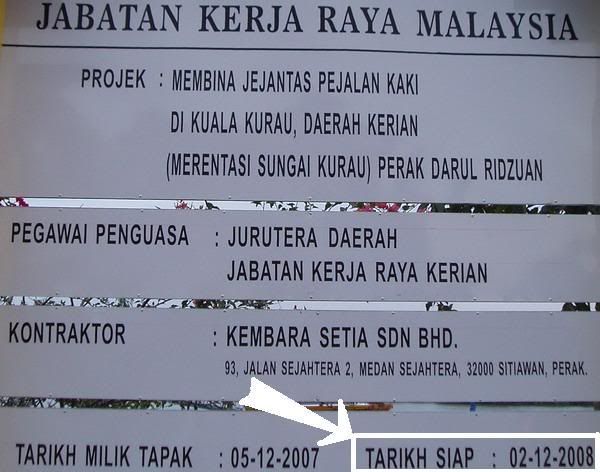 JABATAN KERJA RAYA MALAYSIA
PROJEK : MEMBINA JEJANTAS PEJALAN KAKI
DI KUALA KURAU, DAERAH KERIAN
(MERENTASI SUNGAI KURAU) PERAK DARUL RIDZUAN
PEGAWAI PENGUASA : JURUTERA DAERAH
JABATAN KERJA RAYA KERIAN
KONTRAKTOR : KEMBARA SETIA SDN BHD.
93, JALAN SEJAHTERA 2, MEDAN SEJAHTERA, 32000 SITIAWAN, PERAK.
TARIKH MILIK TAPAK : 05-12-2007 TARIKH SIAP : 02-12-2008